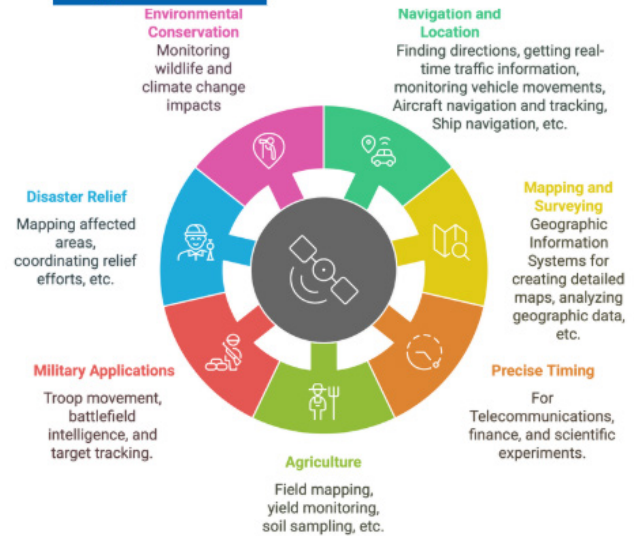 Environmental
Conservation
Monitoring
wildlife and
climate change
impacts
Navigation and
Location
Finding directions, getting real-
time traffic information,
monitoring vehicle movements,
Aircraft navigation and tracking,
Ship navigation, etc.
Disaster Relief
Mapping affected
areas,
coordinating relief
efforts, etc.
Mapping and
Surveying
Geographic
Information
Systems for
creating detailed
maps, analyzing
geographic data,
etc.
Military Applications
Troop movement,
battlefield
intelligence, and
target tracking.
Precise Timing
For
Telecommunications,
finance, and scientific
experiments.
Agriculture
Field mapping,
yield monitoring,
soil sampling, etc.